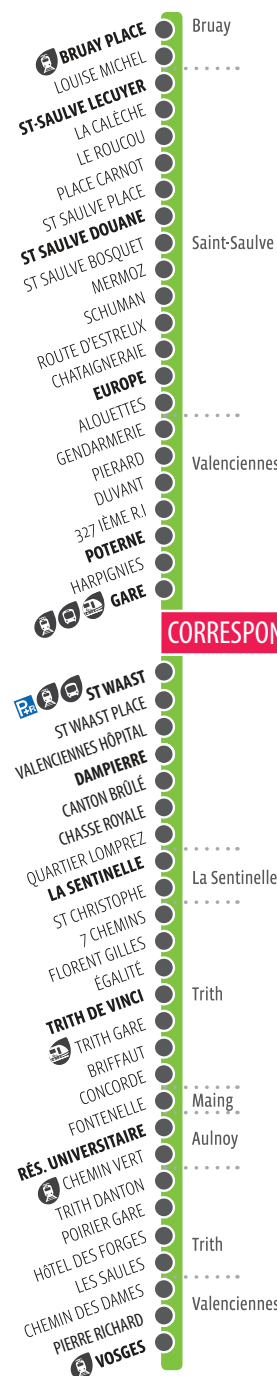 BRUAY PLACE
Bruay
LOUISE MICHEL
ST-SAULVE LECUYER
LA CALÈCHE
LE ROUCOU
PLACE CARNOT
ST SAULVE PLACE
ST SAULVE DOUANE
Saint-Saulve
ST SAULVE BOSQUET
MERMOZ
SCHUMAN
ROUTE D'ESTREUX
CHATAIGNERAIE
EUROPE
ALOUETTES
GENDARMERIE
Valenciennes
PIERARD
DUVANT
327 IÈME R.I
POTERNE
HARPIGNIES
GARE
CORRESPON
P+R
ST WAAST
ST WAAST PLACE
VALENCIENNES HÔPITAL
DAMPIERRE
CANTON BRÛLÉ
CHASSE ROYALE
QUARTIER LOMPREZ
LA SENTINELLE
La Sentinelle
ST CHRISTOPHE
7 CHEMINS
FLORENT GILLES
ÉGALITÉ
TRITH DE VINCI
Trith
TRITH GARE
BRIFFAUT
CONCORDE
FONTENELLE
Maing
RÉS. UNIVERSITAIRE
Aulnoy
CHEMIN VERT
TRITH DANTON
POIRIER GARE
HÔTEL DES FORGES
Trith
LES SAULES
CHEMIN DES DAMES
Valenciennes
PIERRE RICHARD
VOSGES